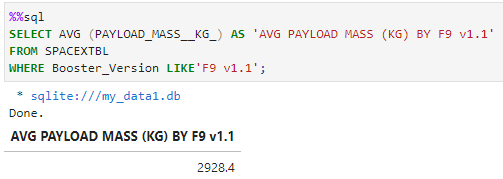 %%sql
SELECT AVG (PAYLOAD_MASS__KG_) AS 'AVG PAYLOAD MASS (KG) BY F9 v1.1'
FROM SPACEXTBL
WHERE Booster_Version LIKE'F9 v1.1';
* sqlite:///my_data1.db
Done.
AVG PAYLOAD MASS (KG) BY F9 v1.1
2928.4